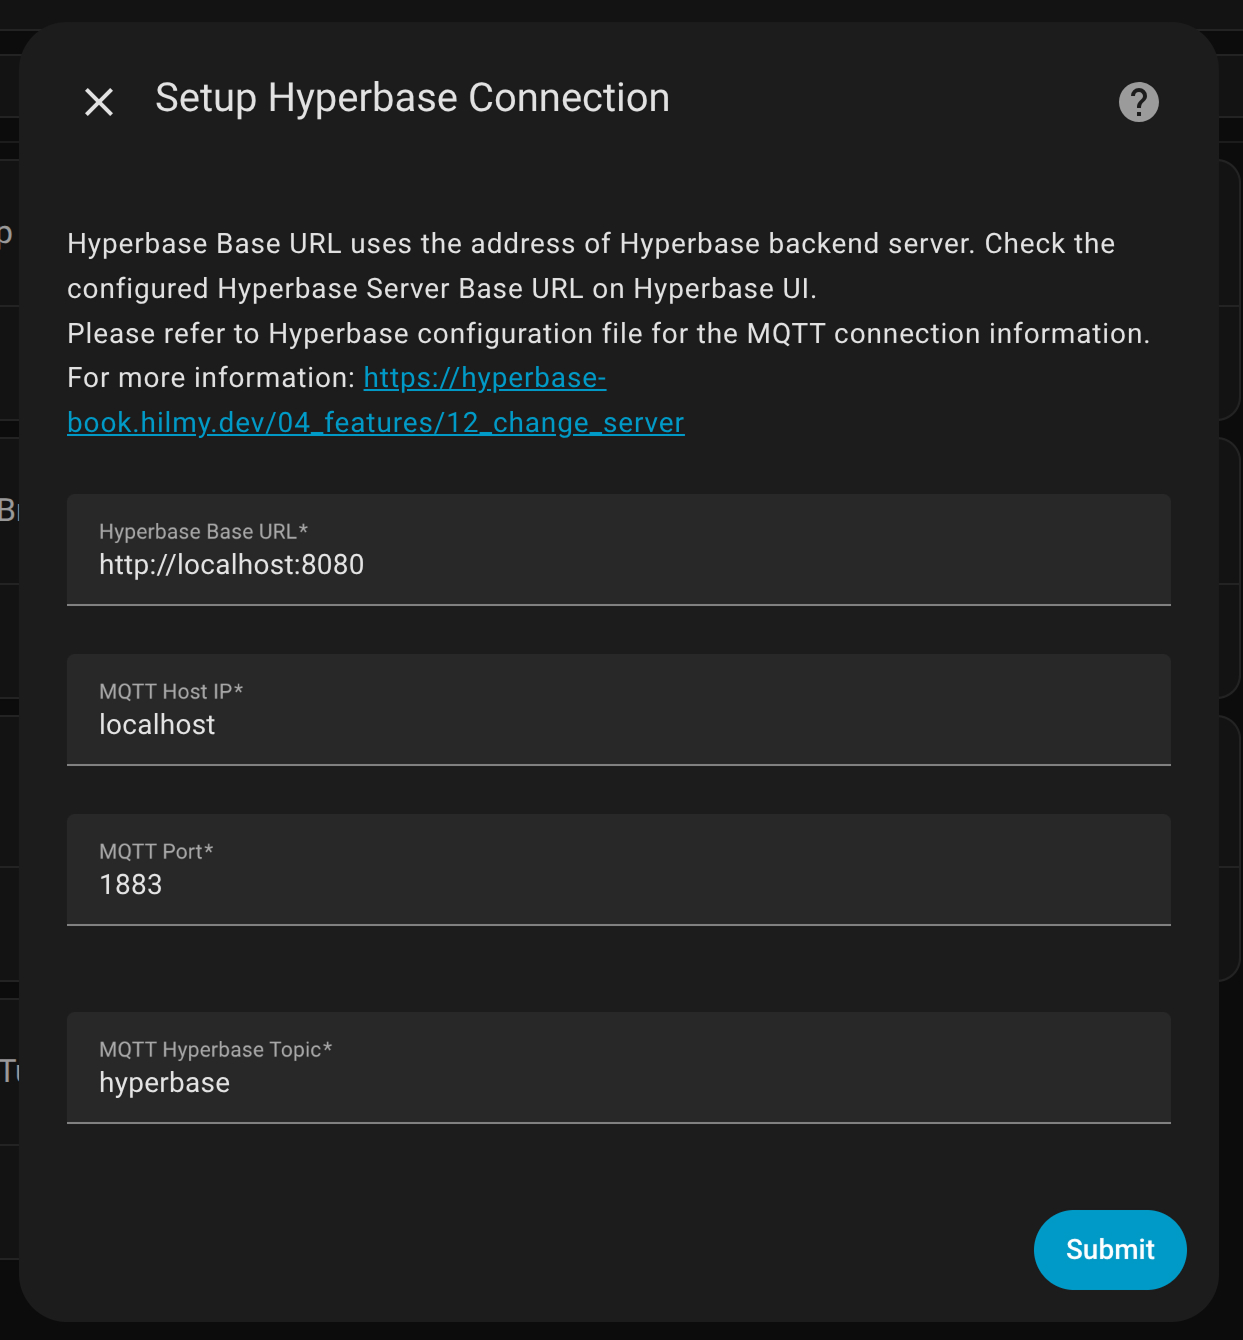 Setup Hyperbase Connection
Hyperbase Base URL uses the address of Hyperbase backend server. Check the
configured Hyperbase Server Base URL on Hyperbase UI.
Please refer to Hyperbase configuration file for the MQTT connection information.
For more information: https://hyperbase-
book.hilmy.dev/04_features/12_change_server
Hyperbase Base URL*
http://localhost:8080
MQTT Host IP*
localhost
MQTT Port*
1883
MQTT Hyperbase Topic*
hyperbase
Submit